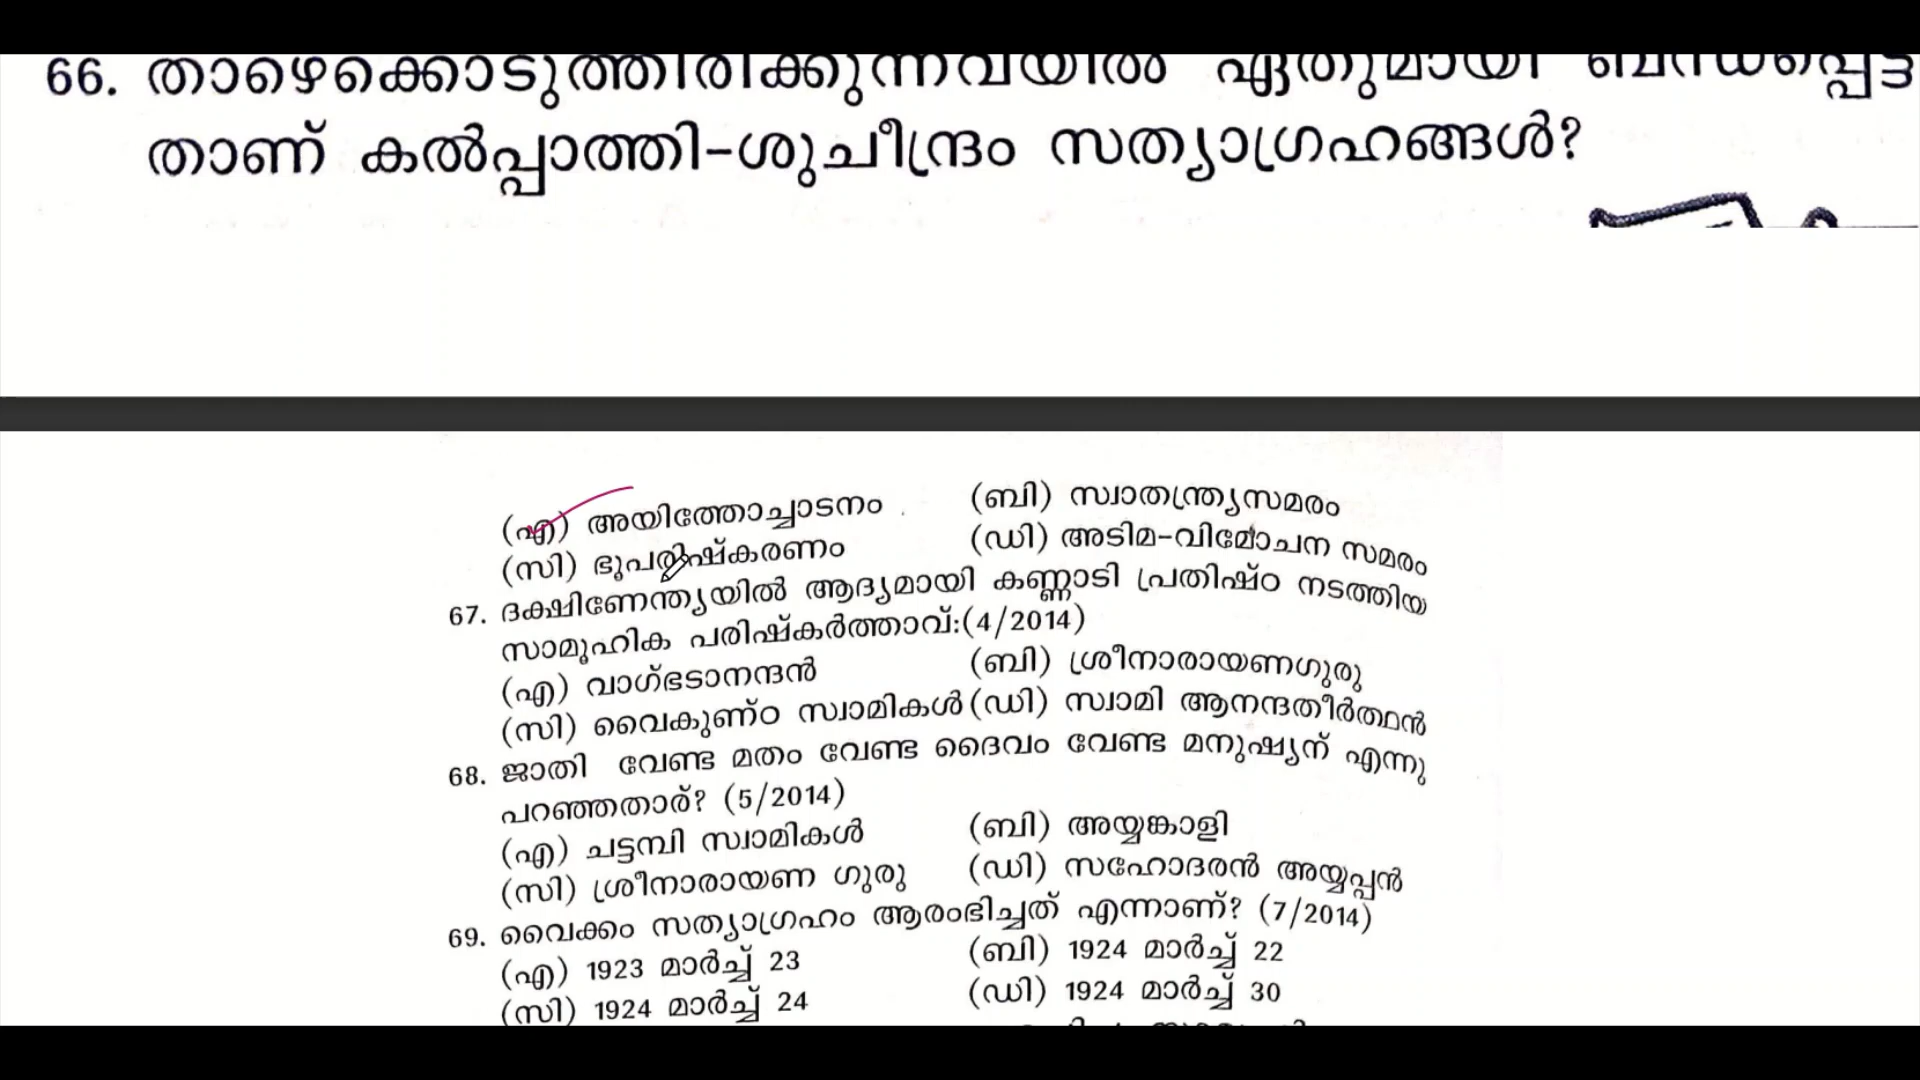 66. താഴെക്കൊടുത്തിരിക്കുന്നവയിൽ ഏതുമായി ബന്ധപ്പെട്ട
താണ് കൽപ്പാത്തി-ശുചീന്ദ്രം സത്യാഗ്രഹങ്ങൾ?
(എ) അയിത്തോച്ചാടനം (ബി) സ്വാതന്ത്ര്യസമരം
(സി) ഭൂപരിഷ്കരണം (ഡി) അടിമ-വിമോചന സമരം
67. ദക്ഷിണേന്ത്യയിൽ ആദ്യമായി കണ്ണാടി പ്രതിഷ്ഠ നടത്തിയ
സാമൂഹിക പരിഷ്കർത്താവ്:(4/2014)
(എ) വാഗ്ഭടാനന്ദൻ (ബി) ശ്രീനാരായണഗുരു
(സി) വൈകുണ്ഠ സ്വാമികൾ (ഡി) സ്വാമി ആനന്ദതീർത്ഥൻ
68. ജാതി വേണ്ട മതം വേണ്ട ദൈവം വേണ്ട മനുഷ്യന് എന്നു
പറഞ്ഞതാര്? (5/2014)
(എ) ചട്ടമ്പി സ്വാമികൾ (ബി) അയ്യങ്കാളി
(സി) ശ്രീനാരായണ ഗുരു (ഡി) സഹോദരൻ അയ്യപ്പൻ
69. വൈക്കം സത്യാഗ്രഹം ആരംഭിച്ചത് എന്നാണ്? (7/2014)
(എ) 1923 മാർച്ച് 23 (ബി) 1924 മാർച്ച് 22
(സി) 1924 മാർച്ച് 24 (ഡി) 1924 മാർച്ച് 30